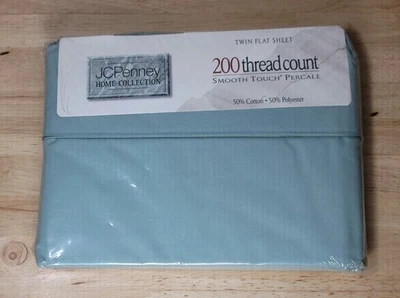 TWIN FLAT SHEET
JCPenney
HOME COLLECTION
200 thread count
SMOOTH TOUCH® PERCALE
50% Cotton • 50% Polyester